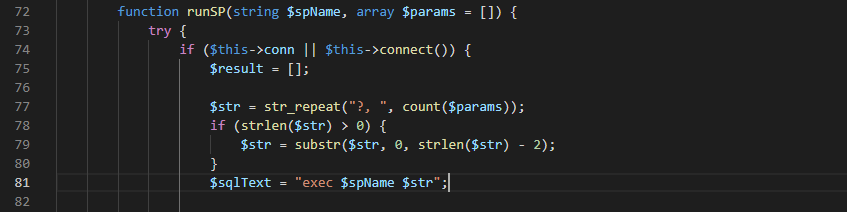 72 function runSP(string $spName, array $params = []) {
73 try {
74 if ($this->conn || $this->connect()) {
75 $result = [];
76
77 $str = str_repeat("?, ", count($params));
78 if (strlen($str) > 0) {
79 $str = substr($str, 0, strlen($str) - 2);
80 }
81 $sqlText = "exec $spName $str";
82